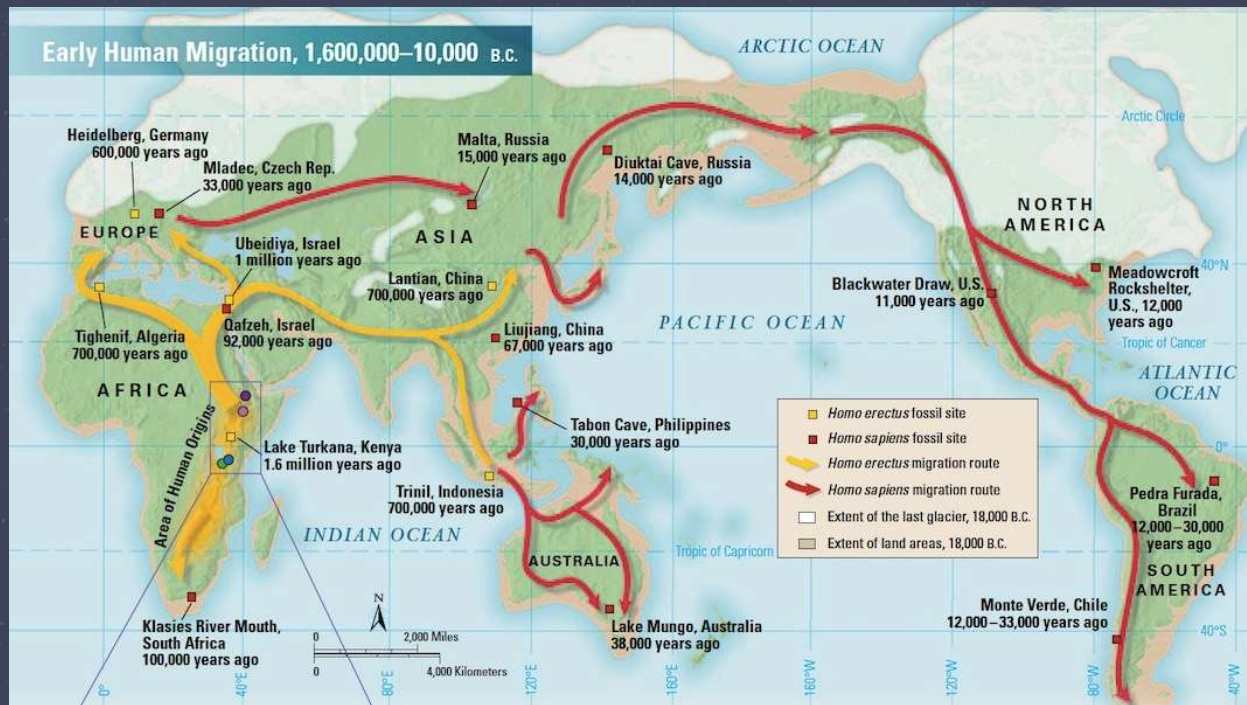 Early Human Migration, 1,600,000–10,000 B.C.
ARCTIC OCEAN
Arctic Circle
Heidelberg, Germany
600,000 years ago
Mladec, Czech Rep.
33,000 years ago
Malta, Russia
15,000 years ago
Diuktai Cave, Russia
14,000 years ago
NORTH
AMERICA
EUROPE
ASIA
Ubeidiya, Israel
1 million years ago
Lantian, China
700,000 years ago
40°N
Blackwater Draw, U.S.
11,000 years ago
Meadowcroft
Rockshelter,
U.S., 12,000
years ago
Tighenif, Algeria
700,000 years ago
Qafzeh, Israel
92,000 years ago
Liujiang, China
67,000 years ago
PACIFIC OCEAN
Tropic of Cancer
ATLANTIC
OCEAN
AFRICA
Area of Human Origins
Lake Turkana, Kenya
1.6 million years ago
Tabon Cave, Philippines
30,000 years ago
Homo erectus fossil site
Homo sapiens fossil site
Homo erectus migration route
Homo sapiens migration route
Extent of the last glacier, 18,000 B.C.
Extent of land areas, 18,000 B.C.
0°
Trinil, Indonesia
700,000 years ago
Pedra Furada,
Brazil
12,000–30,000
years ago
INDIAN OCEAN
AUSTRALIA
Tropic of Capricorn
SOUTH
AMERICA
Klasies River Mouth,
South Africa
100,000 years ago
N
0 2,000 Miles
0 4,000 Kilometers
Lake Mungo, Australia
38,000 years ago
Monte Verde, Chile
12,000–33,000 years ago
40°S
0°
40°E
80°E
120°E
160°E
160°W
120°W
80°W
40°W